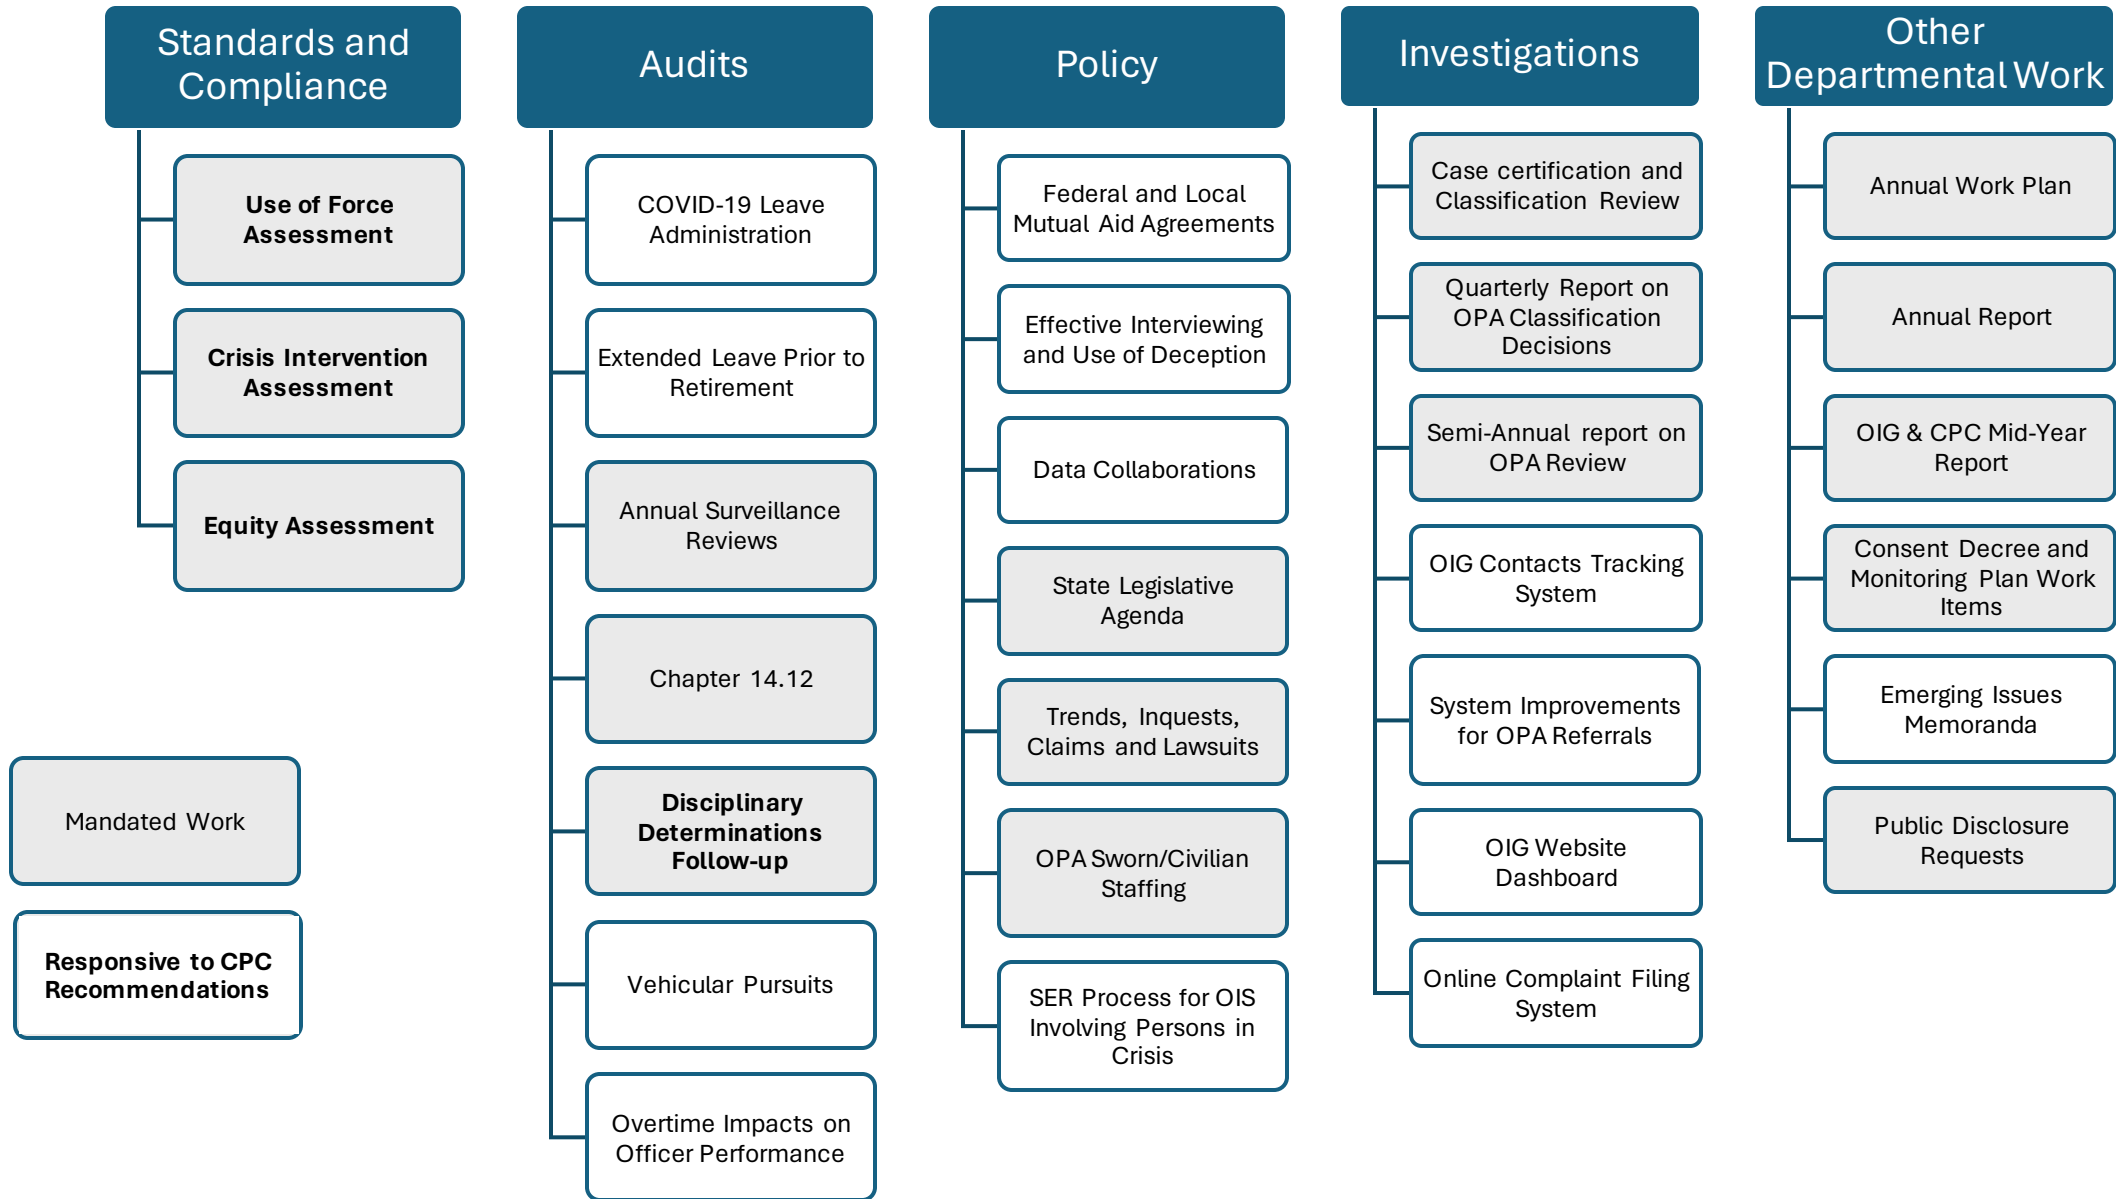 Standards and
Compliance
Use of Force
Assessment
Crisis Intervention
Assessment
Equity Assessment
Mandated Work
Responsive to CPC
Recommendations
Audits
COVID-19 Leave
Administration
Extended Leave Prior to
Retirement
Annual Surveillance
Reviews
Chapter 14.12
Disciplinary
Determinations
Follow-up
Vehicular Pursuits
Overtime Impacts on
Officer Performance
Policy
Federal and Local
Mutual Aid Agreements
Effective Interviewing
and Use of Deception
Data Collaborations
State Legislative
Agenda
Trends, Inquests,
Claims and Lawsuits
OPA Sworn/Civilian
Staffing
SER Process for OIS
Involving Persons in
Crisis
Investigations
Case certification and
Classification Review
Quarterly Report on
OPA Classification
Decisions
Semi-Annual report on
OPA Review
OIG Contacts Tracking
System
System Improvements
for OPA Referrals
OIG Website
Dashboard
Online Complaint Filing
System
Other
Departmental Work
Annual Work Plan
Annual Report
OIG & CPC Mid-Year
Report
Consent Decree and
Monitoring Plan Work
Items
Emerging Issues
Memoranda
Public Disclosure
Requests